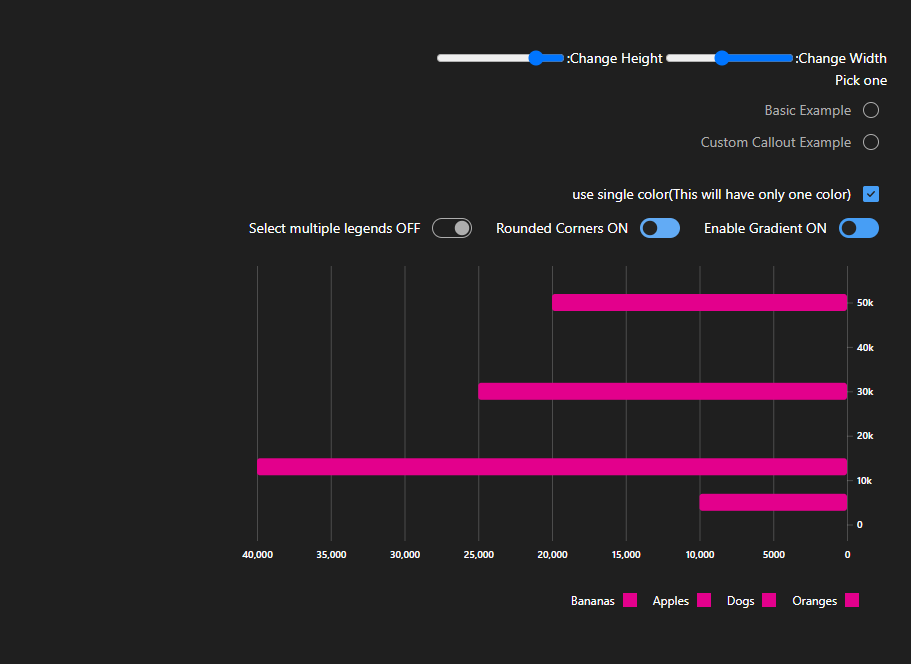 :Change Height :Change Width
Pick one
Basic Example
Custom Callout Example
use single color(This will have only one color)
Select multiple legends OFF Rounded Corners ON Enable Gradient ON
50k
40k
30k
20k
10k
0
40,000 35,000 30,000 25,000 20,000 15,000 10,000 5000 0
Bananas Apples Dogs Oranges